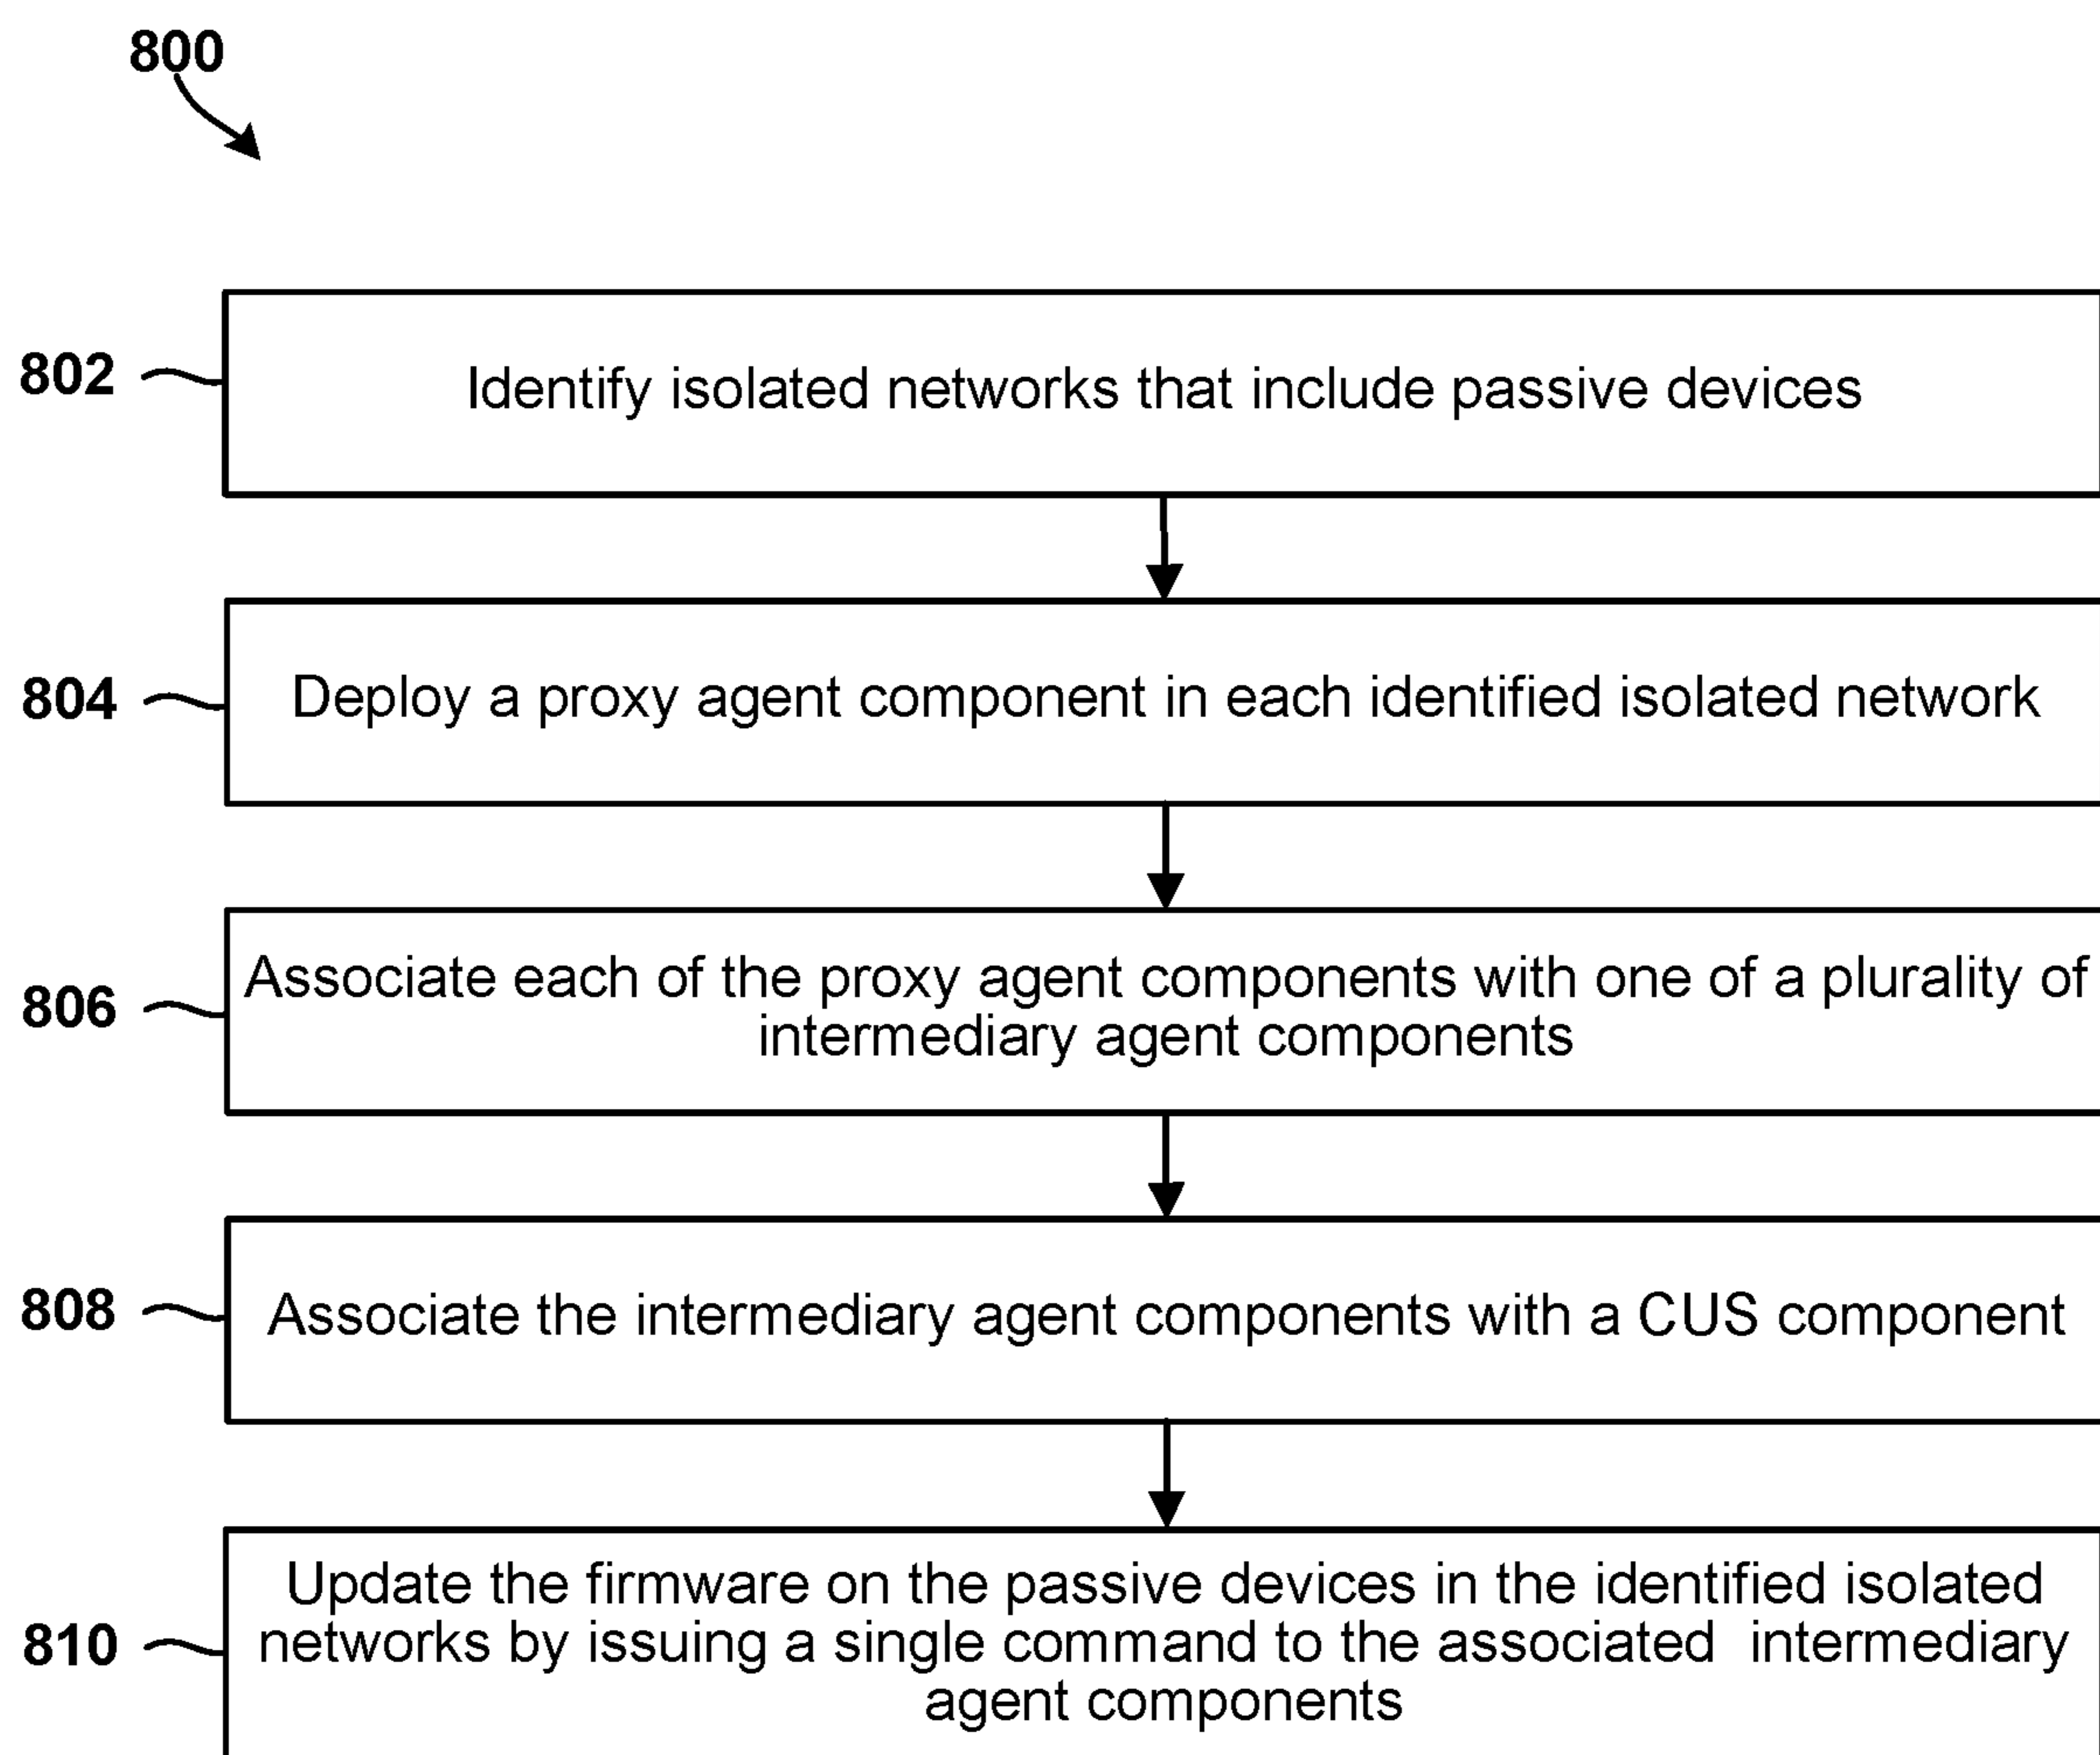 800
802
Identify isolated networks that include passive devices
804
Deploy a proxy agent component in each identified isolated network
806
Associate each of the proxy agent components with one of a plurality of
intermediary agent components
808
Associate the intermediary agent components with a CUS component
810
Update the firmware on the passive devices in the identified isolated
networks by issuing a single command to the associated intermediary
agent components